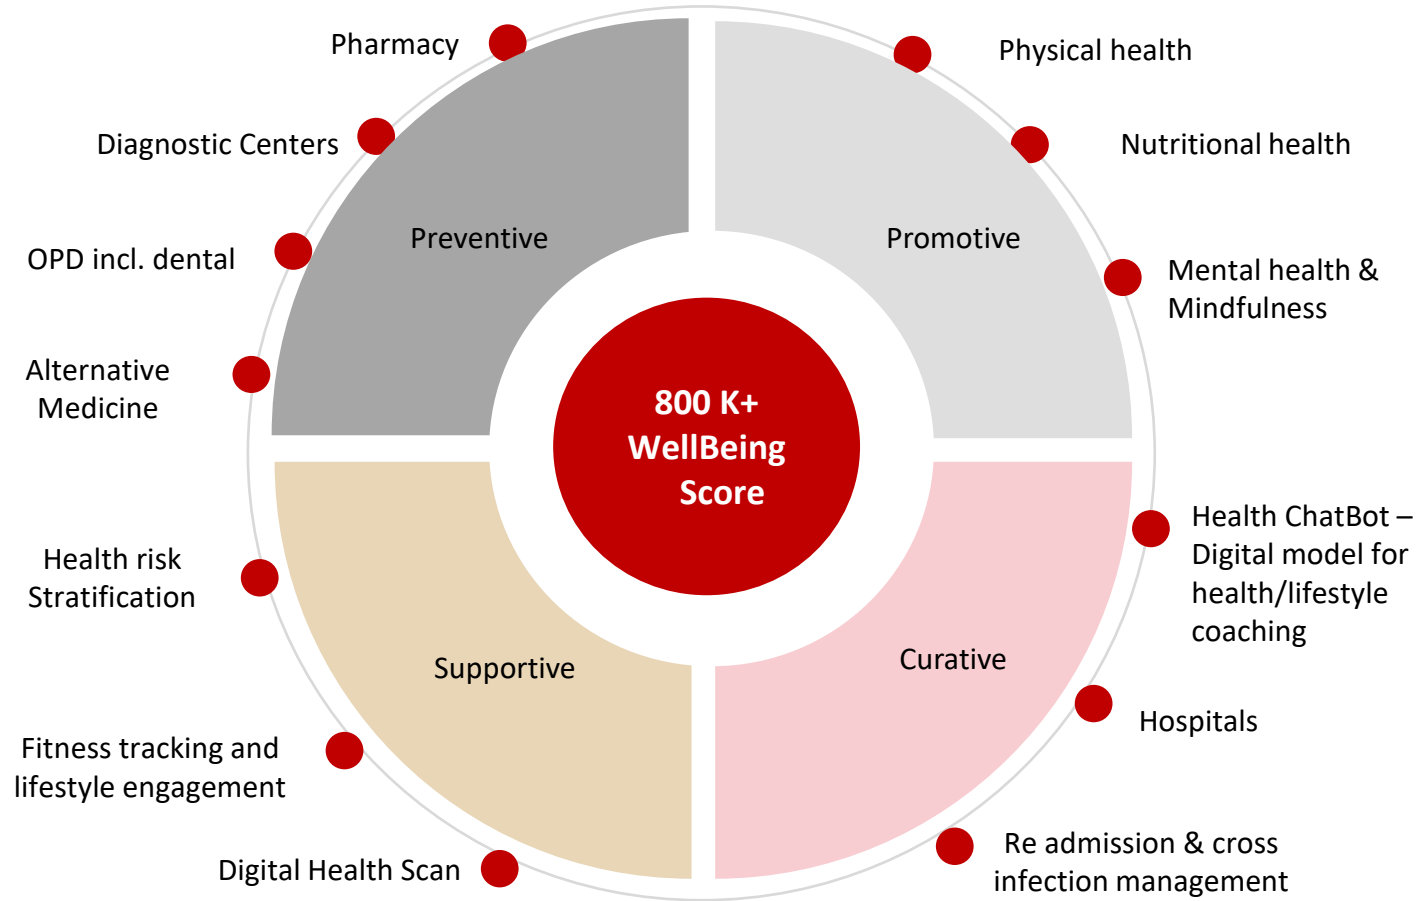 Pharmacy
Physical health
Diagnostic Centers
Nutritional health
Preventive
Promotive
OPD incl. dental
Mental health &
Mindfulness
Alternative
Medicine
800 K+
WellBeing
Score
Health risk
Stratification
Health ChatBot –
Digital model for
health/lifestyle
coaching
Supportive
Curative
Hospitals
Fitness tracking and
lifestyle engagement
Digital Health Scan
Re admission & cross
infection management